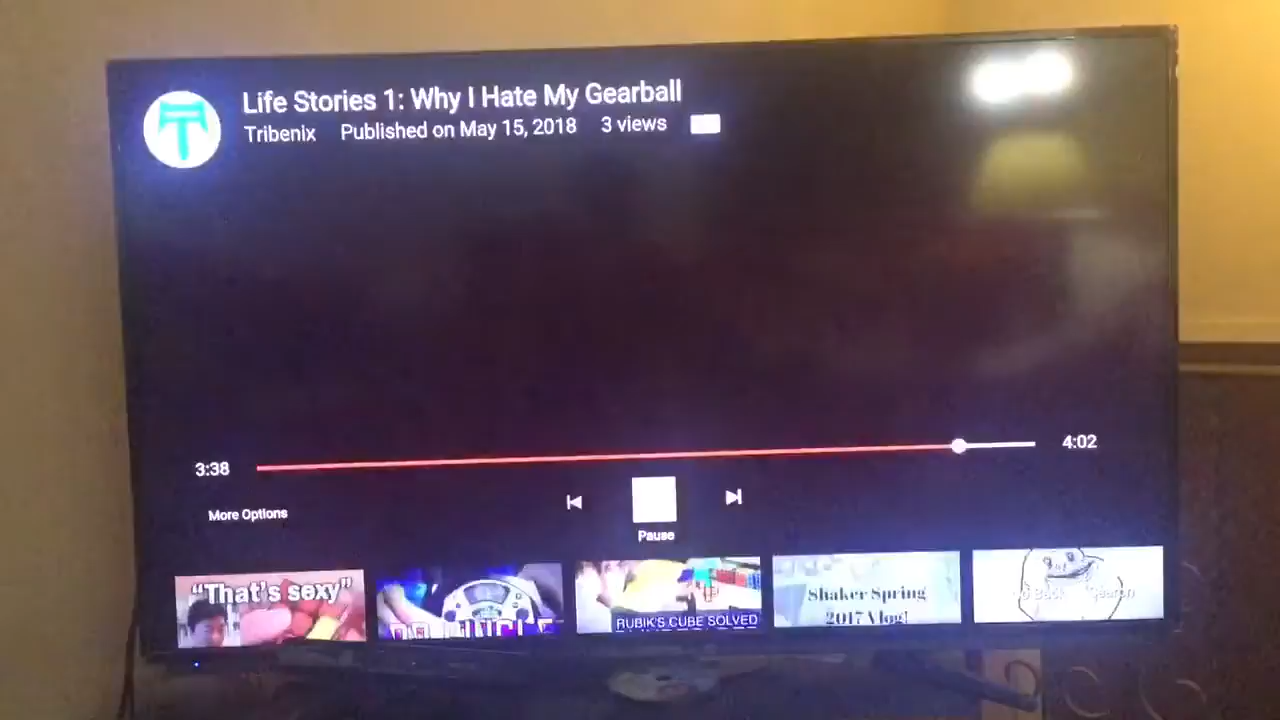 Life Stories 1: Why I Hate My Gearball
Tribenix Published on May 15, 2018 3 views
3:38
4:02
More Options
Pause
"That's sexy"
RUBIK'S CUBE SOLVED
Shaker Spring
2017 Vlog!